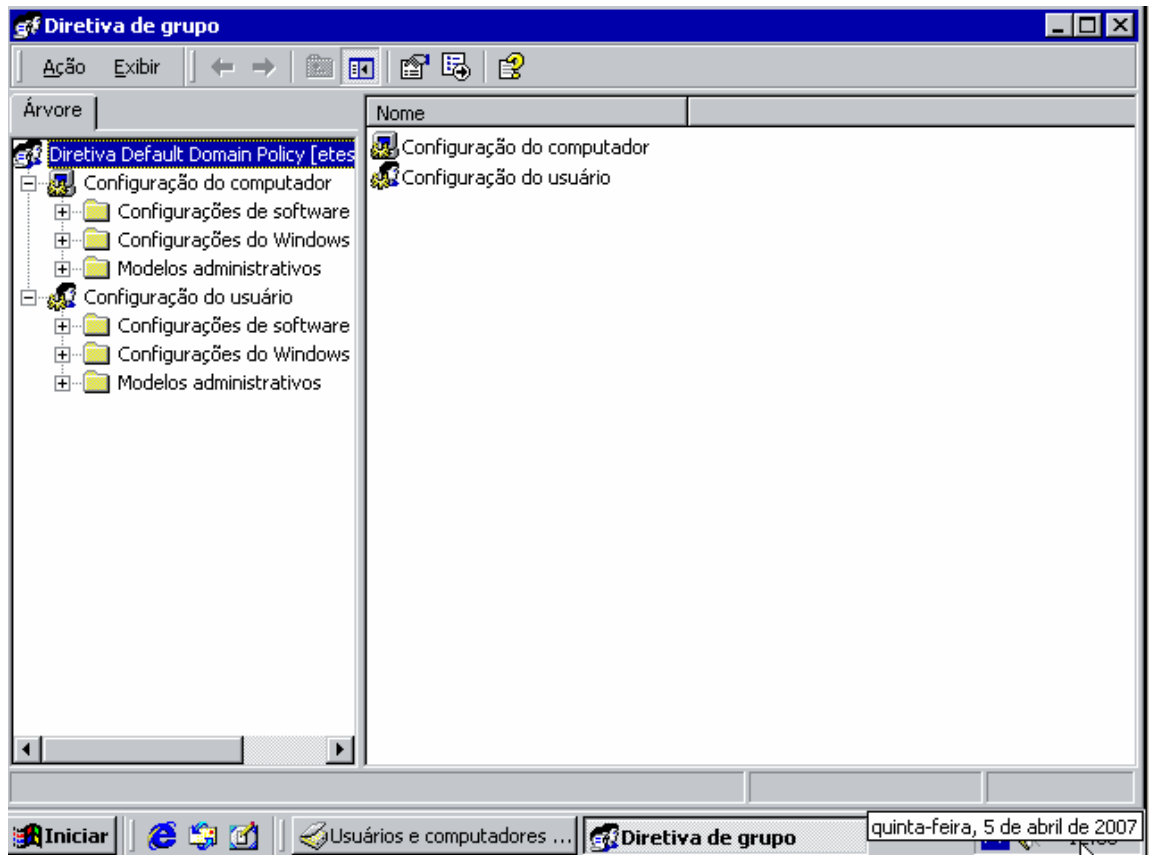 Diretiva de grupo
Ação Exibir
Árvore
Nome
Diretiva Default Domain Policy [etes
Configuração do computador
Configurações de software
Configurações do Windows
Modelos administrativos
Configuração do usuário
Configurações de software
Configurações do Windows
Modelos administrativos
Configuração do computador
Configuração do usuário
Iniciar
Usuários e computadores ...
Diretiva de grupo
quinta-feira, 5 de abril de 2007